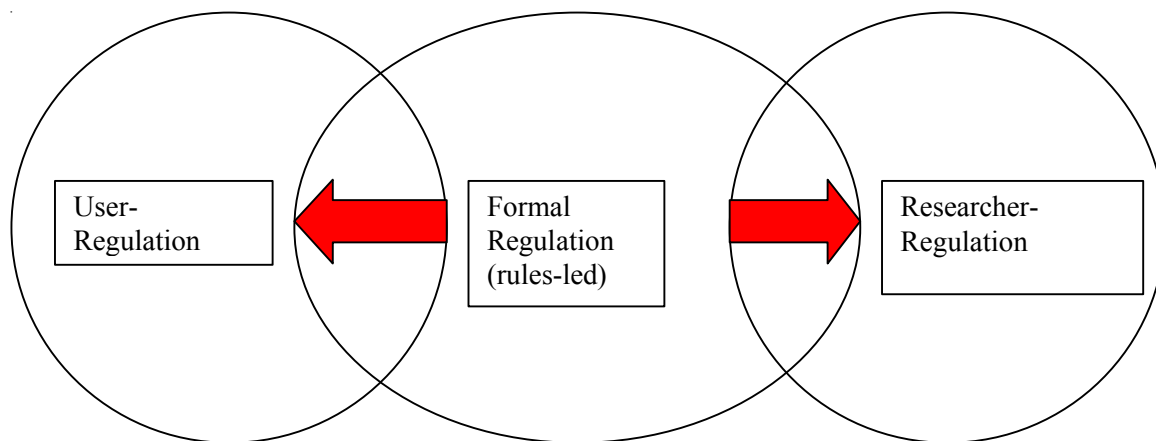 User-
Regulation
Formal
Regulation
(rules-led)
Researcher-
Regulation